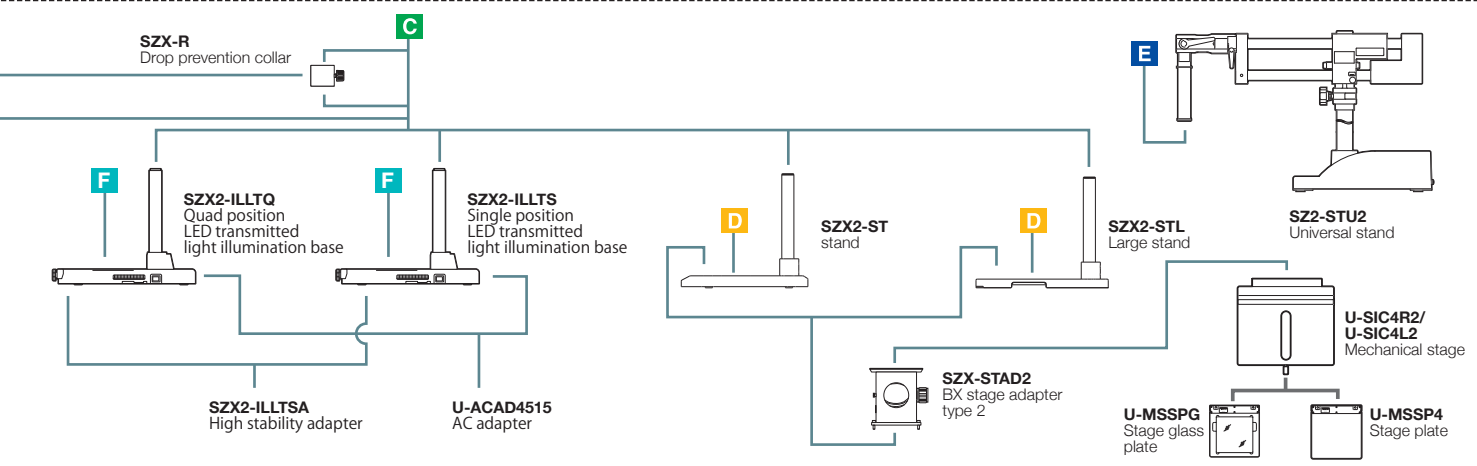 C
SZX-R
Drop prevention collar
E
F
SZX2-ILLTQ
Quad position
LED transmitted
light illumination base
F
SZX2-ILLTS
Single position
LED transmitted
light illumination base
D
SZX2-ST
stand
D
SZX2-STL
Large stand
SZ2-STU2
Universal stand
U-SIC4R2/
U-SIC4L2
Mechanical stage
SZX-STAD2
BX stage adapter
type 2
SZX2-ILLTSA
High stability adapter
U-ACAD4515
AC adapter
U-MSSPG
Stage glass
plate
U-MSSP4
Stage plate